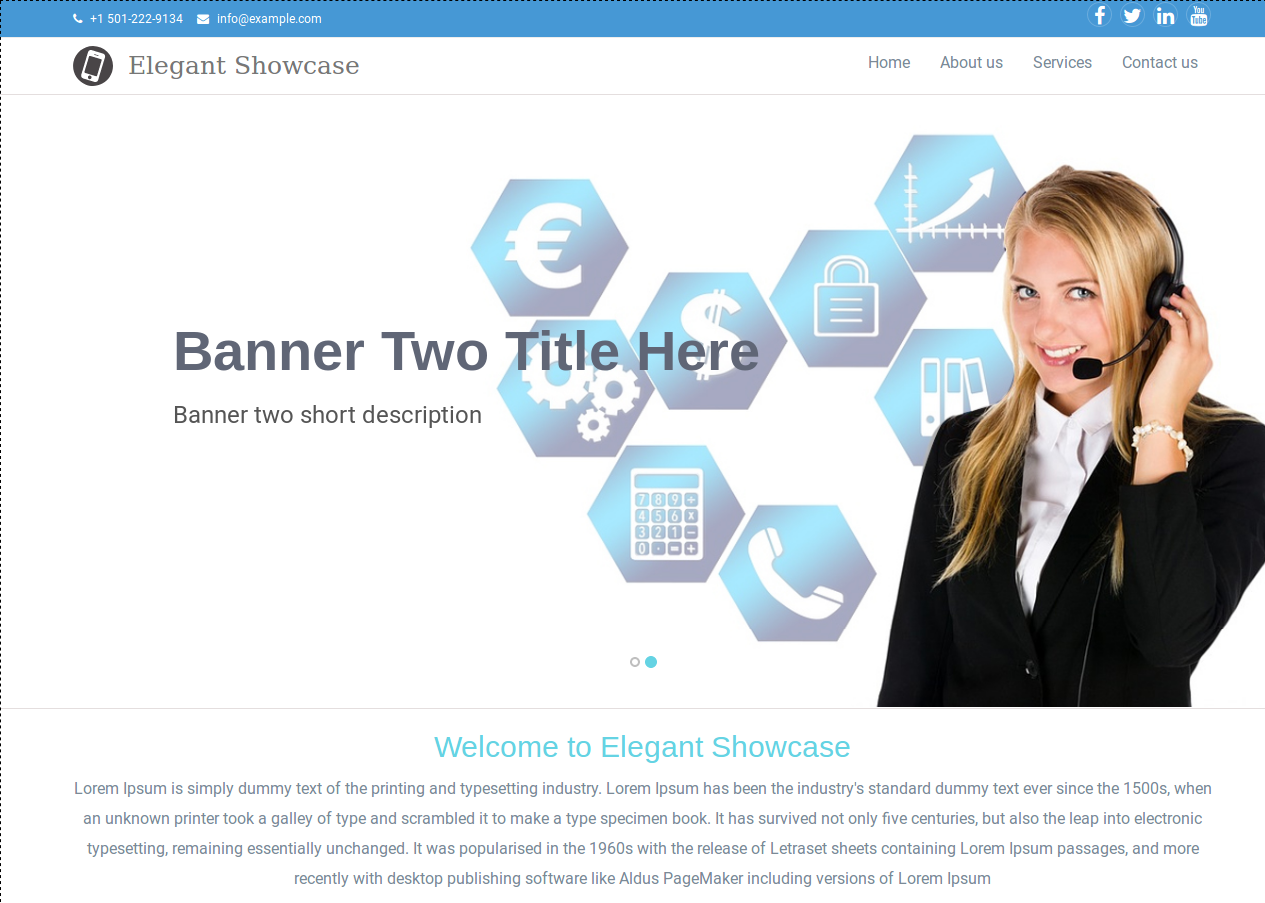 +1 501-222-9134 info@example.com
You
Tube
Elegant Showcase
Home About us Services Contact us
Banner Two Title Here
Banner two short description
7 8 9 ÷
4 5 6 x
3 2 1 −
0 · = +
Welcome to Elegant Showcase
Lorem Ipsum is simply dummy text of the printing and typesetting industry. Lorem Ipsum has been the industry's standard dummy text ever since the 1500s, when
an unknown printer took a galley of type and scrambled it to make a type specimen book. It has survived not only five centuries, but also the leap into electronic
typesetting, remaining essentially unchanged. It was popularised in the 1960s with the release of Letraset sheets containing Lorem Ipsum passages, and more
recently with desktop publishing software like Aldus PageMaker including versions of Lorem Ipsum